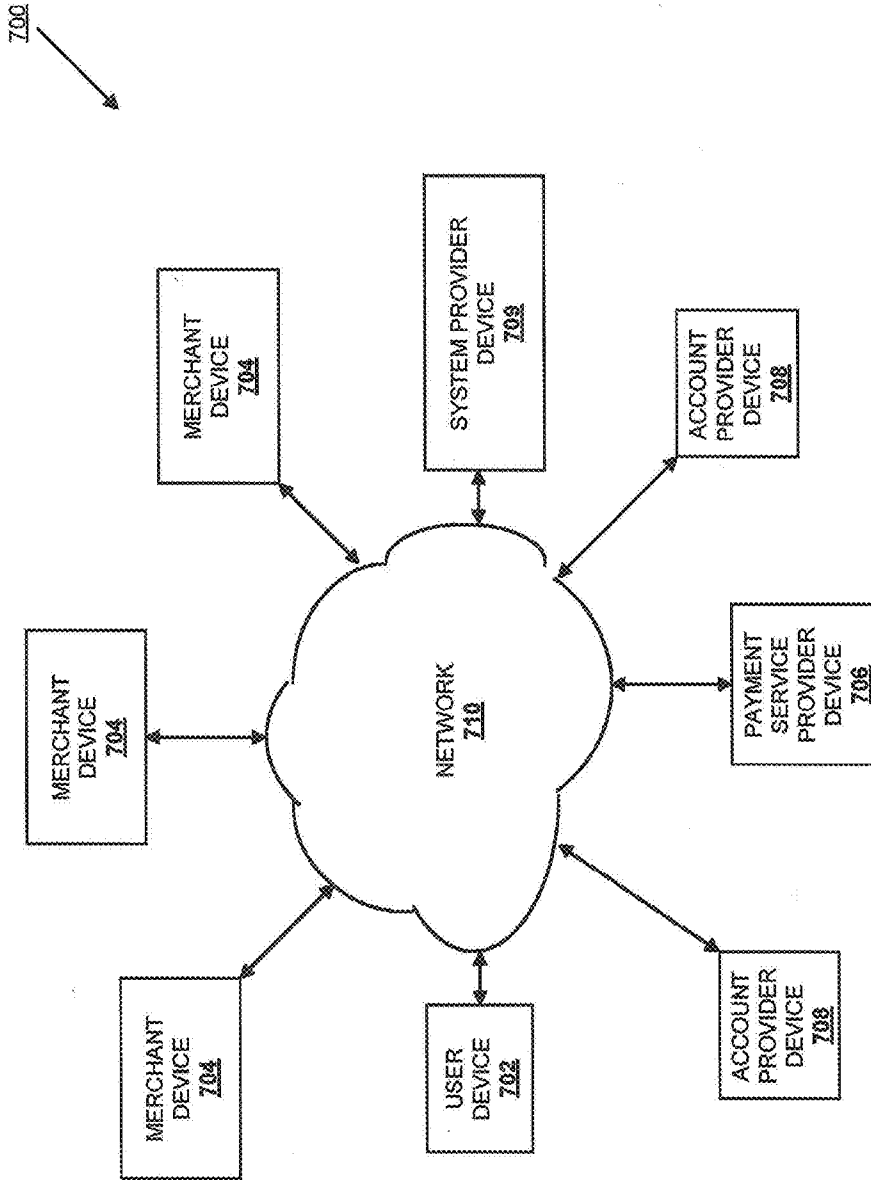 700
MERCHANT
DEVICE
704
MERCHANT
DEVICE
704
MERCHANT
DEVICE
704
USER
DEVICE
702
NETWORK
710
SYSTEM PROVIDER
DEVICE
709
ACCOUNT
PROVIDER
DEVICE
708
PAYMENT
SERVICE
PROVIDER
DEVICE
706
ACCOUNT
PROVIDER
DEVICE
708